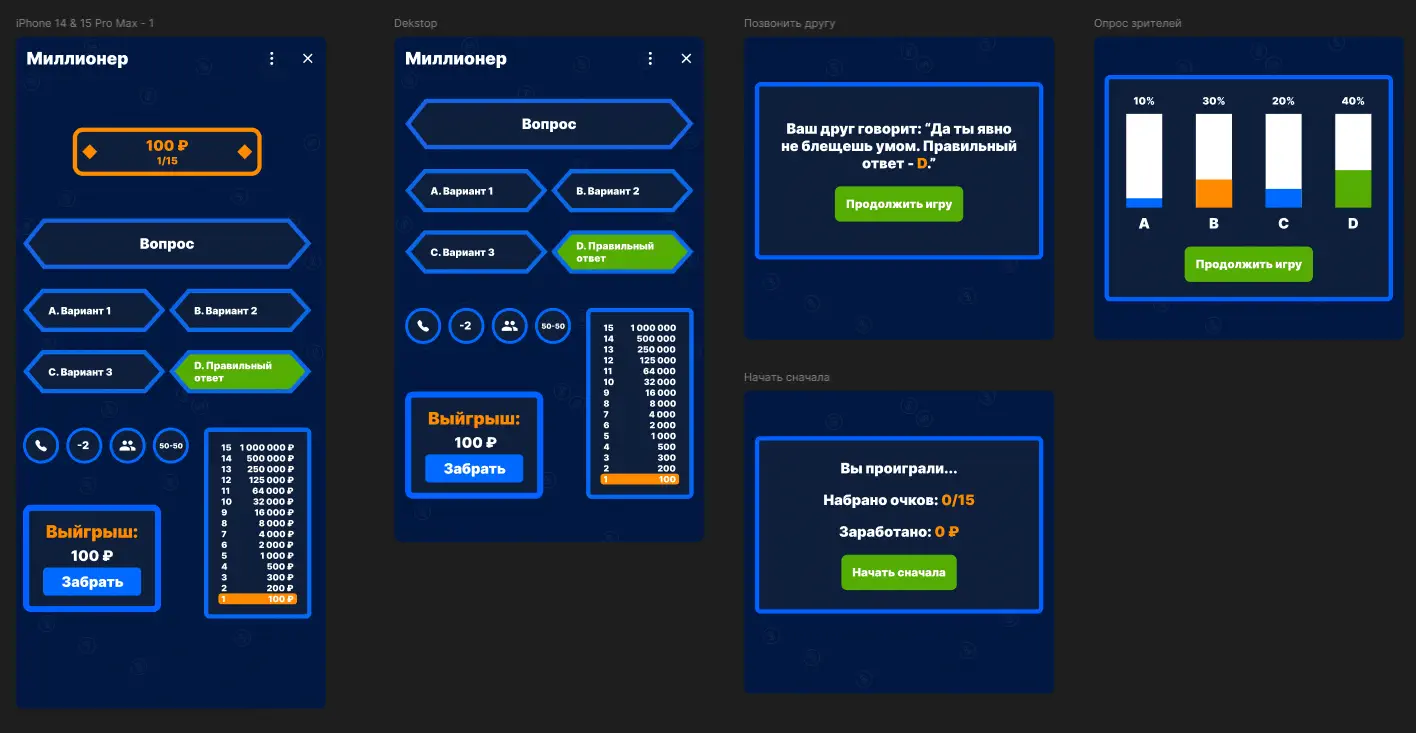 iPhone 14 & 15 Pro Max - 1
Миллионер
100 ₽
1/15
Вопрос
A. Вариант 1
B. Вариант 2
C. Вариант 3
D. Правильный
ответ
-2
50-50
15 1 000 000 ₽
14 500 000 ₽
13 250 000 ₽
12 125 000 ₽
11 64 000 ₽
10 32 000 ₽
9 16 000 ₽
8 8 000 ₽
7 4 000 ₽
6 2 000 ₽
5 1 000 ₽
4 500 ₽
3 300 ₽
2 200 ₽
1 100 ₽
Выйгрыш:
100 ₽
Забрать
Dekstop
Миллионер
Вопрос
A. Вариант 1
B. Вариант 2
C. Вариант 3
D. Правильный
ответ
-2
50-50
15 1 000 000
14 500 000
13 250 000
12 125 000
11 64 000
10 32 000
9 16 000
8 8 000
7 4 000
6 2 000
5 1 000
4 500
3 300
2 200
1 100
Выйгрыш:
100 ₽
Забрать
Позвонить другу
Ваш друг говорит: “Да ты явно
не блещешь умом. Правильный
ответ - D.”
Продолжить игру
Опрос зрителей
10% 30% 20% 40%
A B C D
Продолжить игру
Начать сначала
Вы проиграли...
Набрано очков: 0/15
Заработано: 0 ₽
Начать сначала